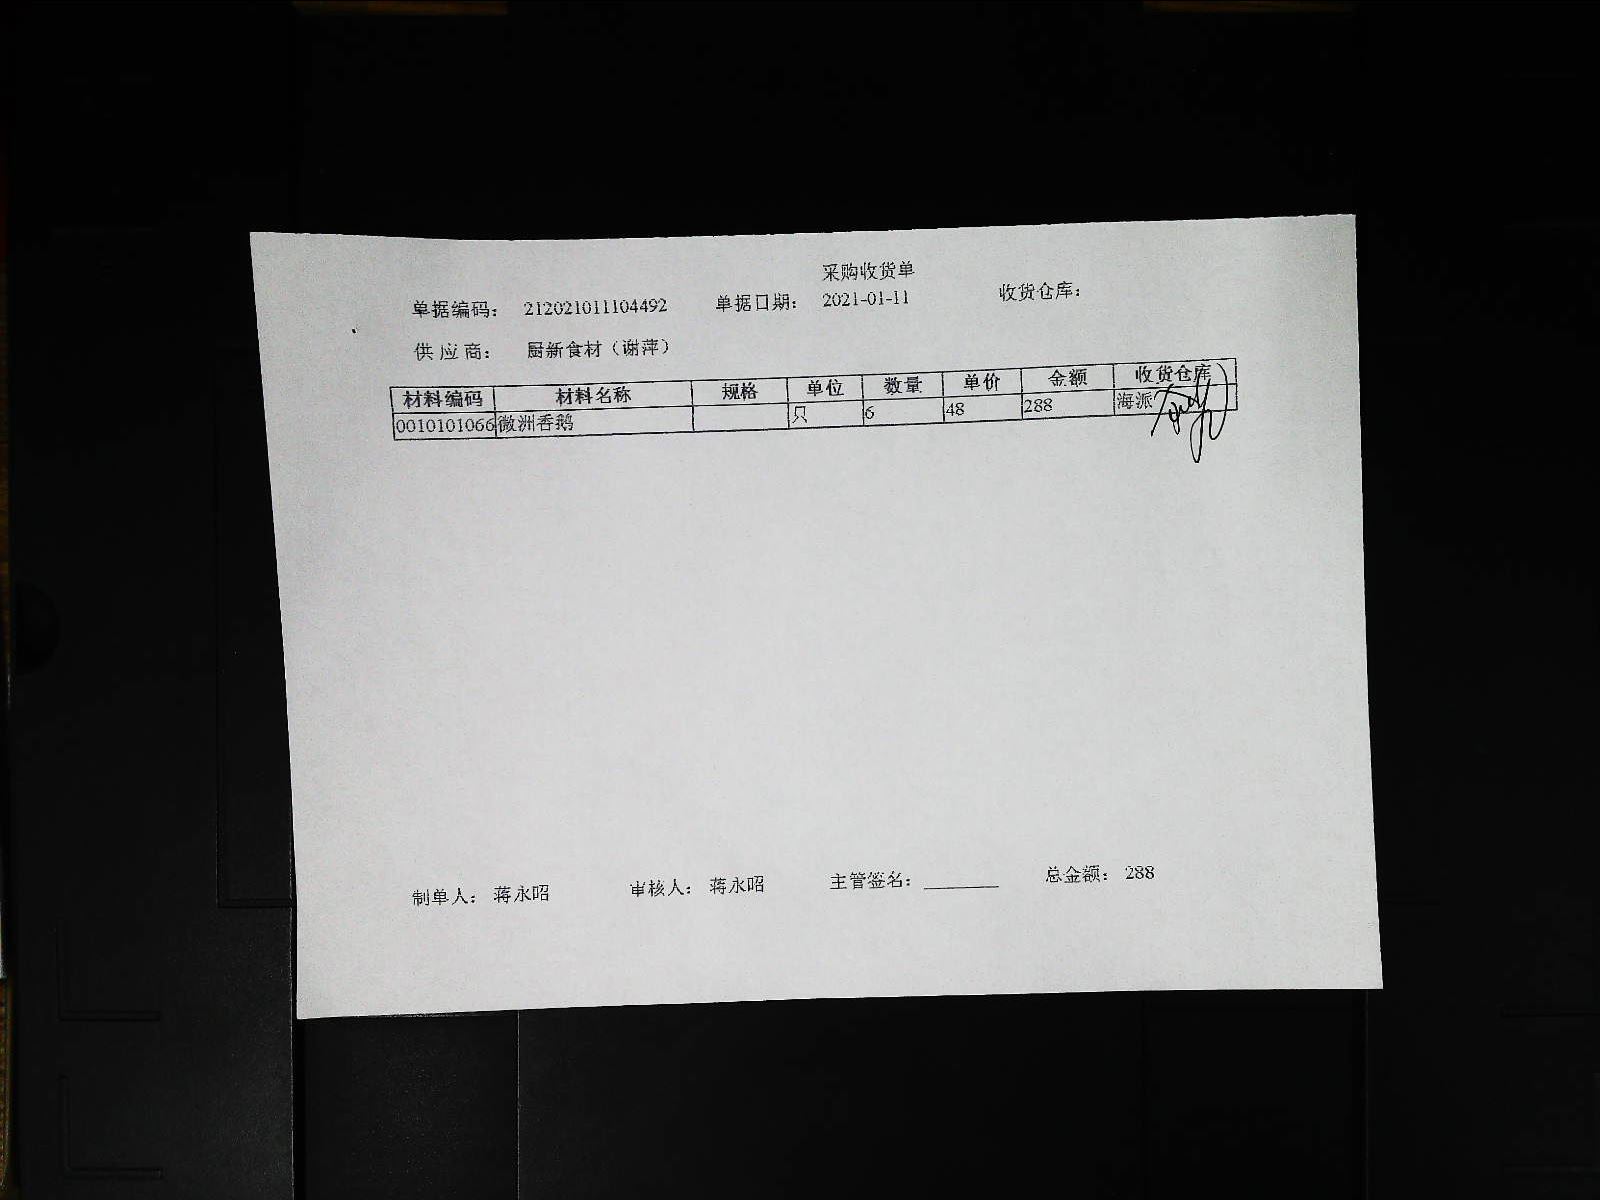 采购收货单
单据编码： 212021011104492 单据日期： 2021-01-11 收货仓库：
供 应 商： 厨新食材（谢萍）
材料编码 材料名称 规格 单位 数量 单价 金额 收货仓库
0010101066 微洲香鹅 只 6 48 288 海派
制单人： 蒋永昭 审核人： 蒋永昭 主管签名： 总金额： 288